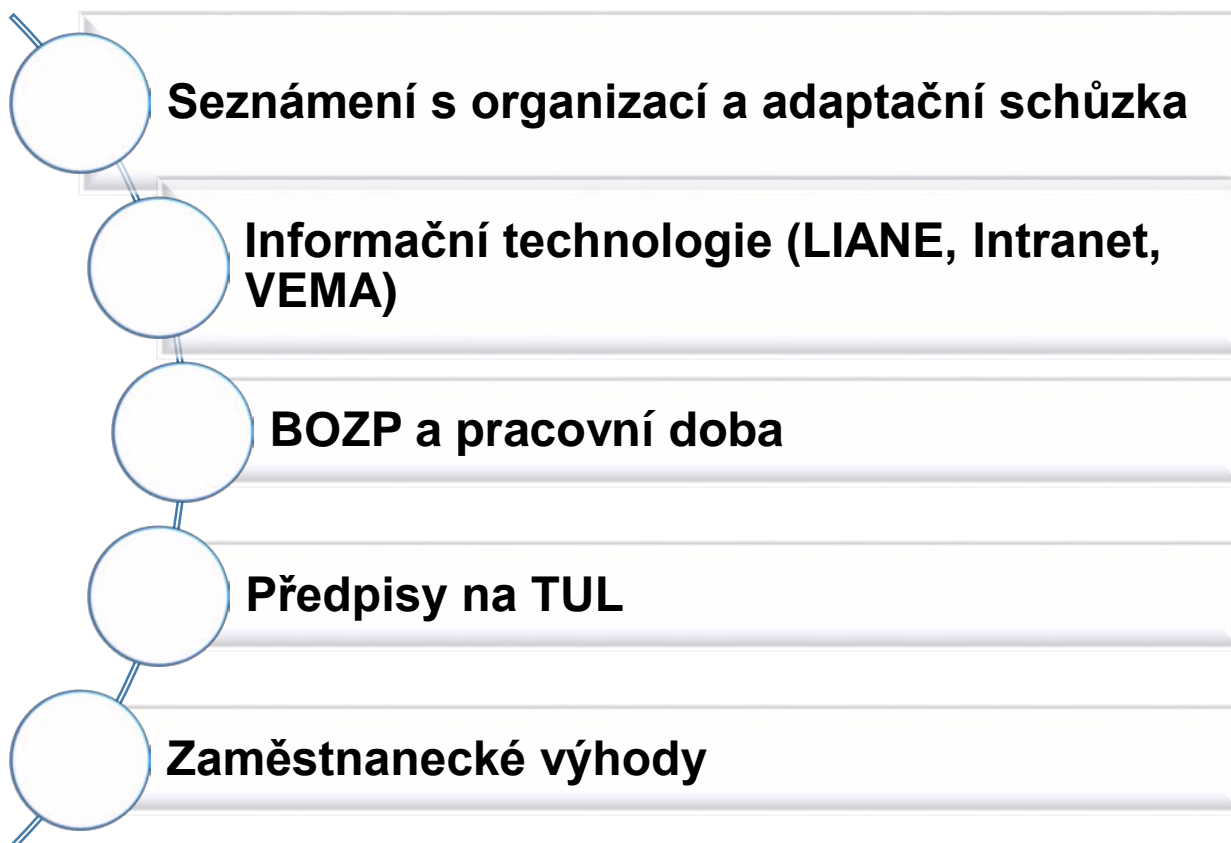 Seznámení s organizací a adaptační schůzka
Informační technologie (LIANE, Intranet,
VEMA)
BOZP a pracovní doba
Předpisy na TUL
Zaměstnanecké výhody